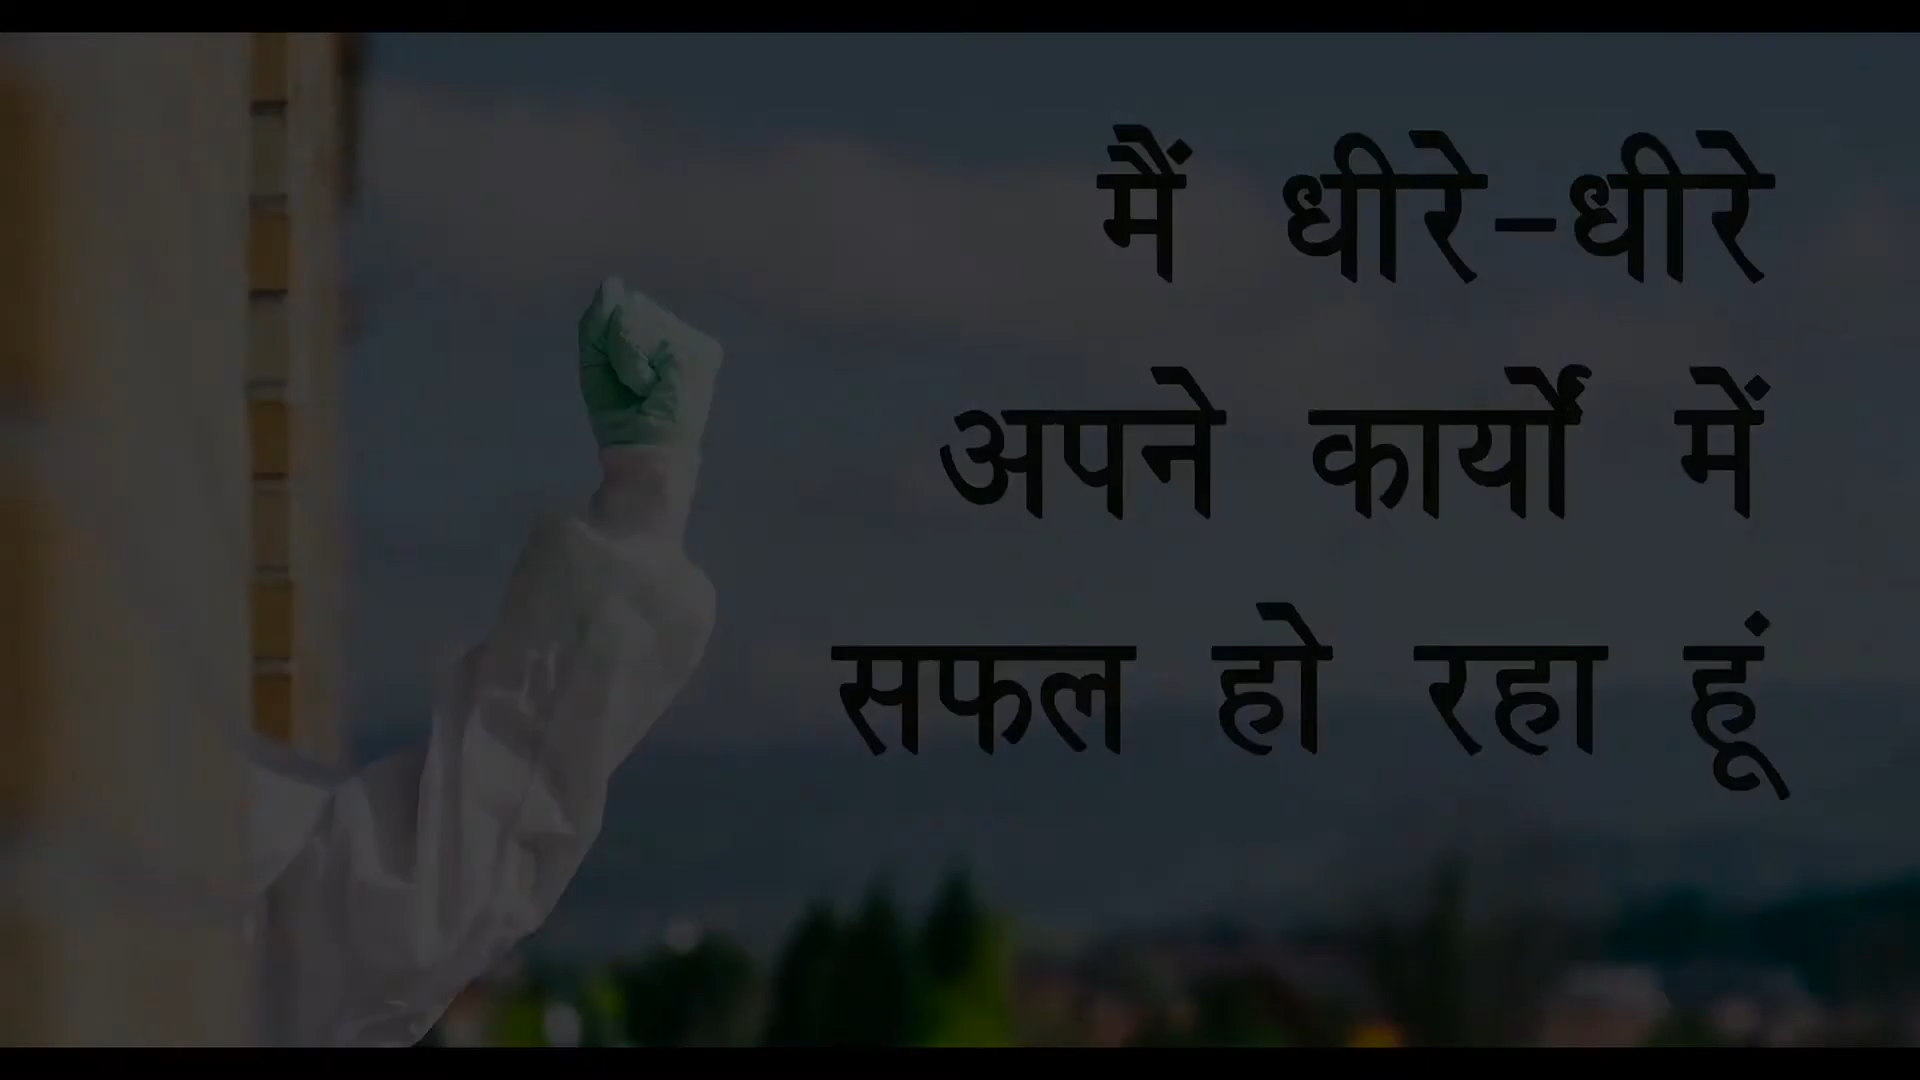 मैं धीरे-धीरे
अपने कार्यों में
सफल हो रहा हूं